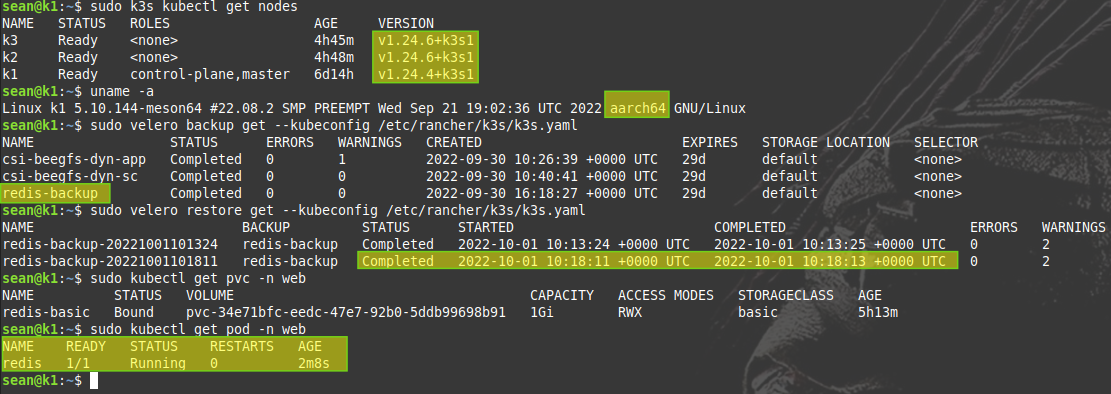 sean@k1:~$ sudo k3s kubectl get nodes
NAME   STATUS   ROLES                  AGE     VERSION
k3     Ready    <none>                 4h45m   v1.24.6+k3s1
k2     Ready    <none>                 4h48m   v1.24.6+k3s1
k1     Ready    control-plane,master   6d14h   v1.24.4+k3s1
sean@k1:~$ uname -a
Linux k1 5.10.144-meson64 #22.08.2 SMP PREEMPT Wed Sep 21 19:02:36 UTC 2022 aarch64 GNU/Linux
sean@k1:~$ sudo velero backup get --kubeconfig /etc/rancher/k3s/k3s.yaml
NAME                 STATUS      ERRORS   WARNINGS   CREATED                         EXPIRES   STORAGE LOCATION   SELECTOR
csi-beegfs-dyn-app   Completed   0        1          2022-09-30 10:26:39 +0000 UTC   29d       default            <none>
csi-beegfs-dyn-sc    Completed   0        0          2022-09-30 10:40:41 +0000 UTC   29d       default            <none>
redis-backup         Completed   0        0          2022-09-30 16:18:27 +0000 UTC   29d       default            <none>
sean@k1:~$ sudo velero restore get --kubeconfig /etc/rancher/k3s/k3s.yaml
NAME                          BACKUP         STATUS      STARTED                         COMPLETED                       ERRORS   WARNINGS
redis-backup-20221001101324   redis-backup   Completed   2022-10-01 10:13:24 +0000 UTC   2022-10-01 10:13:25 +0000 UTC   0        2
redis-backup-20221001101811   redis-backup   Completed   2022-10-01 10:18:11 +0000 UTC   2022-10-01 10:18:13 +0000 UTC   0        2
sean@k1:~$ sudo kubectl get pvc -n web
NAME          STATUS   VOLUME                                     CAPACITY   ACCESS MODES   STORAGECLASS   AGE
redis-basic   Bound    pvc-34e71bfc-eedc-47e7-92b0-5ddb99698b91   1Gi        RWX            basic          5h13m
sean@k1:~$ sudo kubectl get pod -n web
NAME    READY   STATUS    RESTARTS   AGE
redis   1/1     Running   0          2m8s
sean@k1:~$